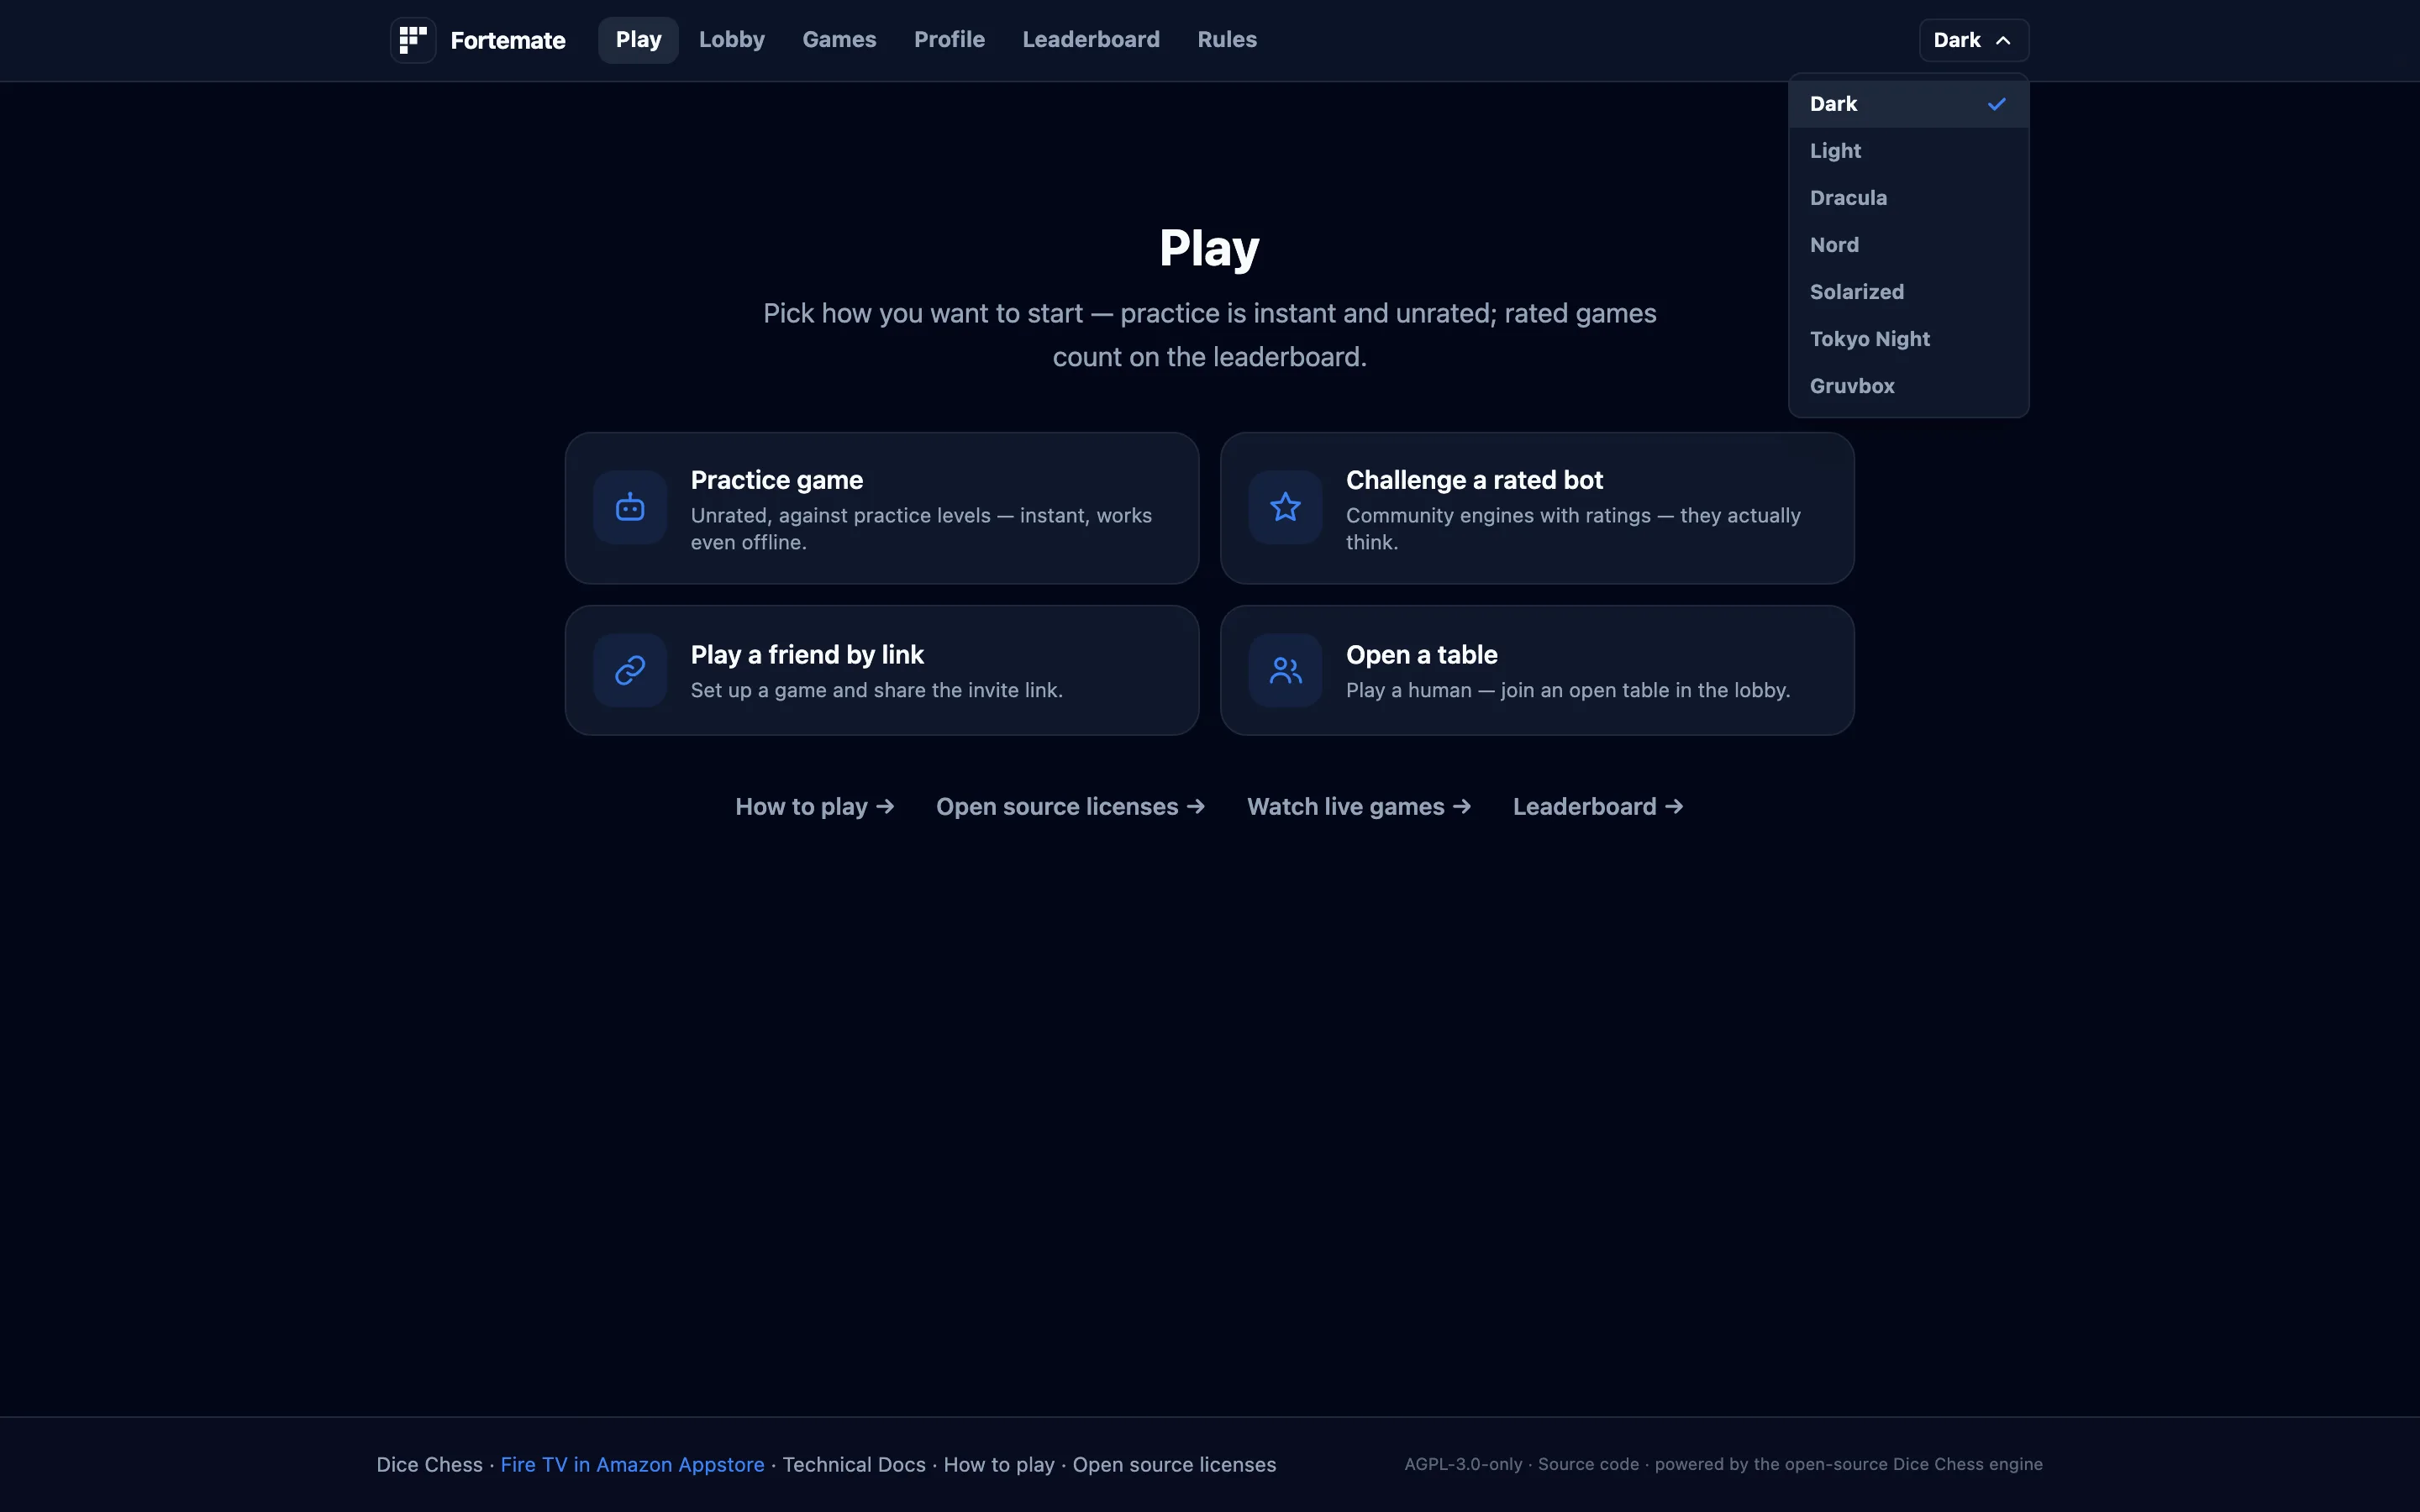 Fortemate
Play
Lobby
Games
Profile
Leaderboard
Rules
Dark
Dark
Light
Dracula
Nord
Solarized
Tokyo Night
Gruvbox
Play
Pick how you want to start — practice is instant and unrated; rated games
count on the leaderboard.
Practice game
Unrated, against practice levels — instant, works
even offline.
Challenge a rated bot
Community engines with ratings — they actually
think.
Play a friend by link
Set up a game and share the invite link.
Open a table
Play a human — join an open table in the lobby.
How to play →
Open source licenses →
Watch live games →
Leaderboard →
Dice Chess · Fire TV in Amazon Appstore · Technical Docs · How to play · Open source licenses
AGPL-3.0-only · Source code · powered by the open-source Dice Chess engine